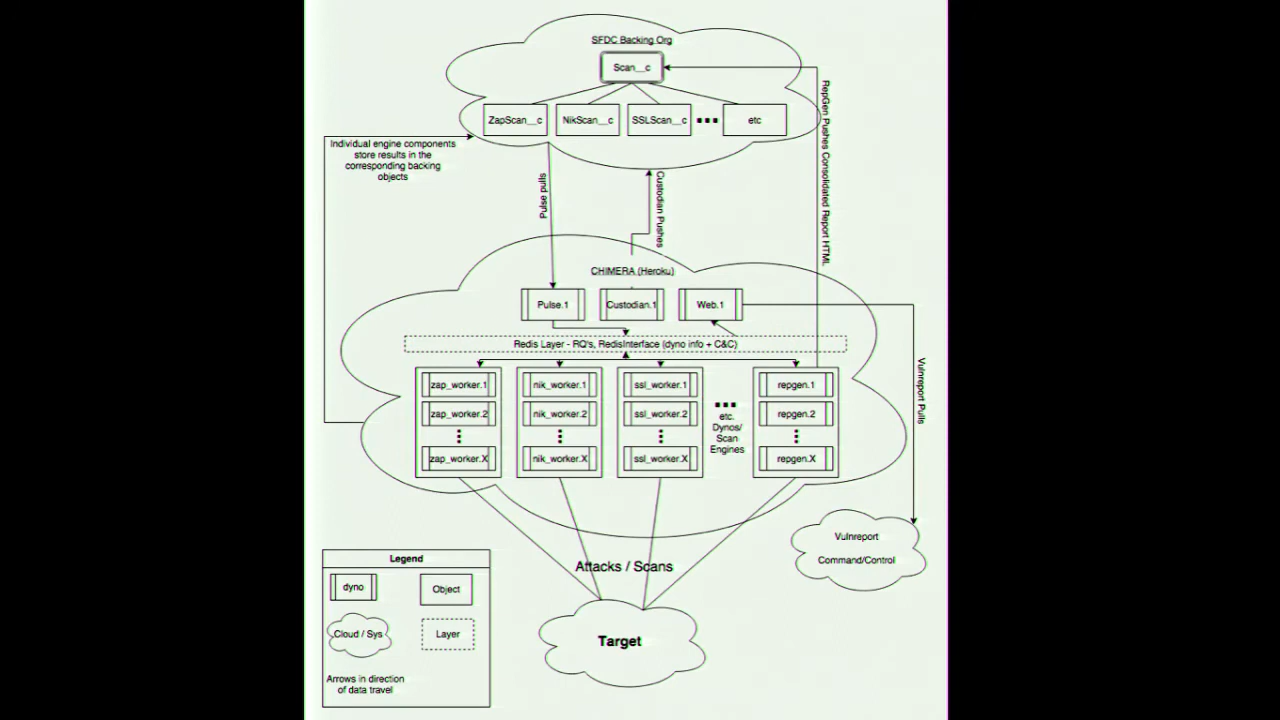 SFDC Backing Org
Scan__c
ZapScan__c
NikScan__c
SSLScan__c
etc
Individual engine components
store results in the
corresponding backing
objects
Pulse pulls
Custodian Pushes
RepGen Pushes Consolidated Report HTML
CHIMERA (Heroku)
Pulse.1
Custodian.1
Web.1
Redis Layer - RQ's, RedisInterface (dyno info + C&C)
zap_worker.1
zap_worker.2
zap_worker.X
nik_worker.1
nik_worker.2
nik_worker.X
ssl_worker.1
ssl_worker.2
ssl_worker.X
etc.
Dynos/
Scan
Engines
repgen.1
repgen.2
repgen.X
Vulnreport Pulls
Vulnreport
Command/Control
Attacks / Scans
Target
Legend
dyno
Object
Cloud / Sys
Layer
Arrows in direction
of data travel